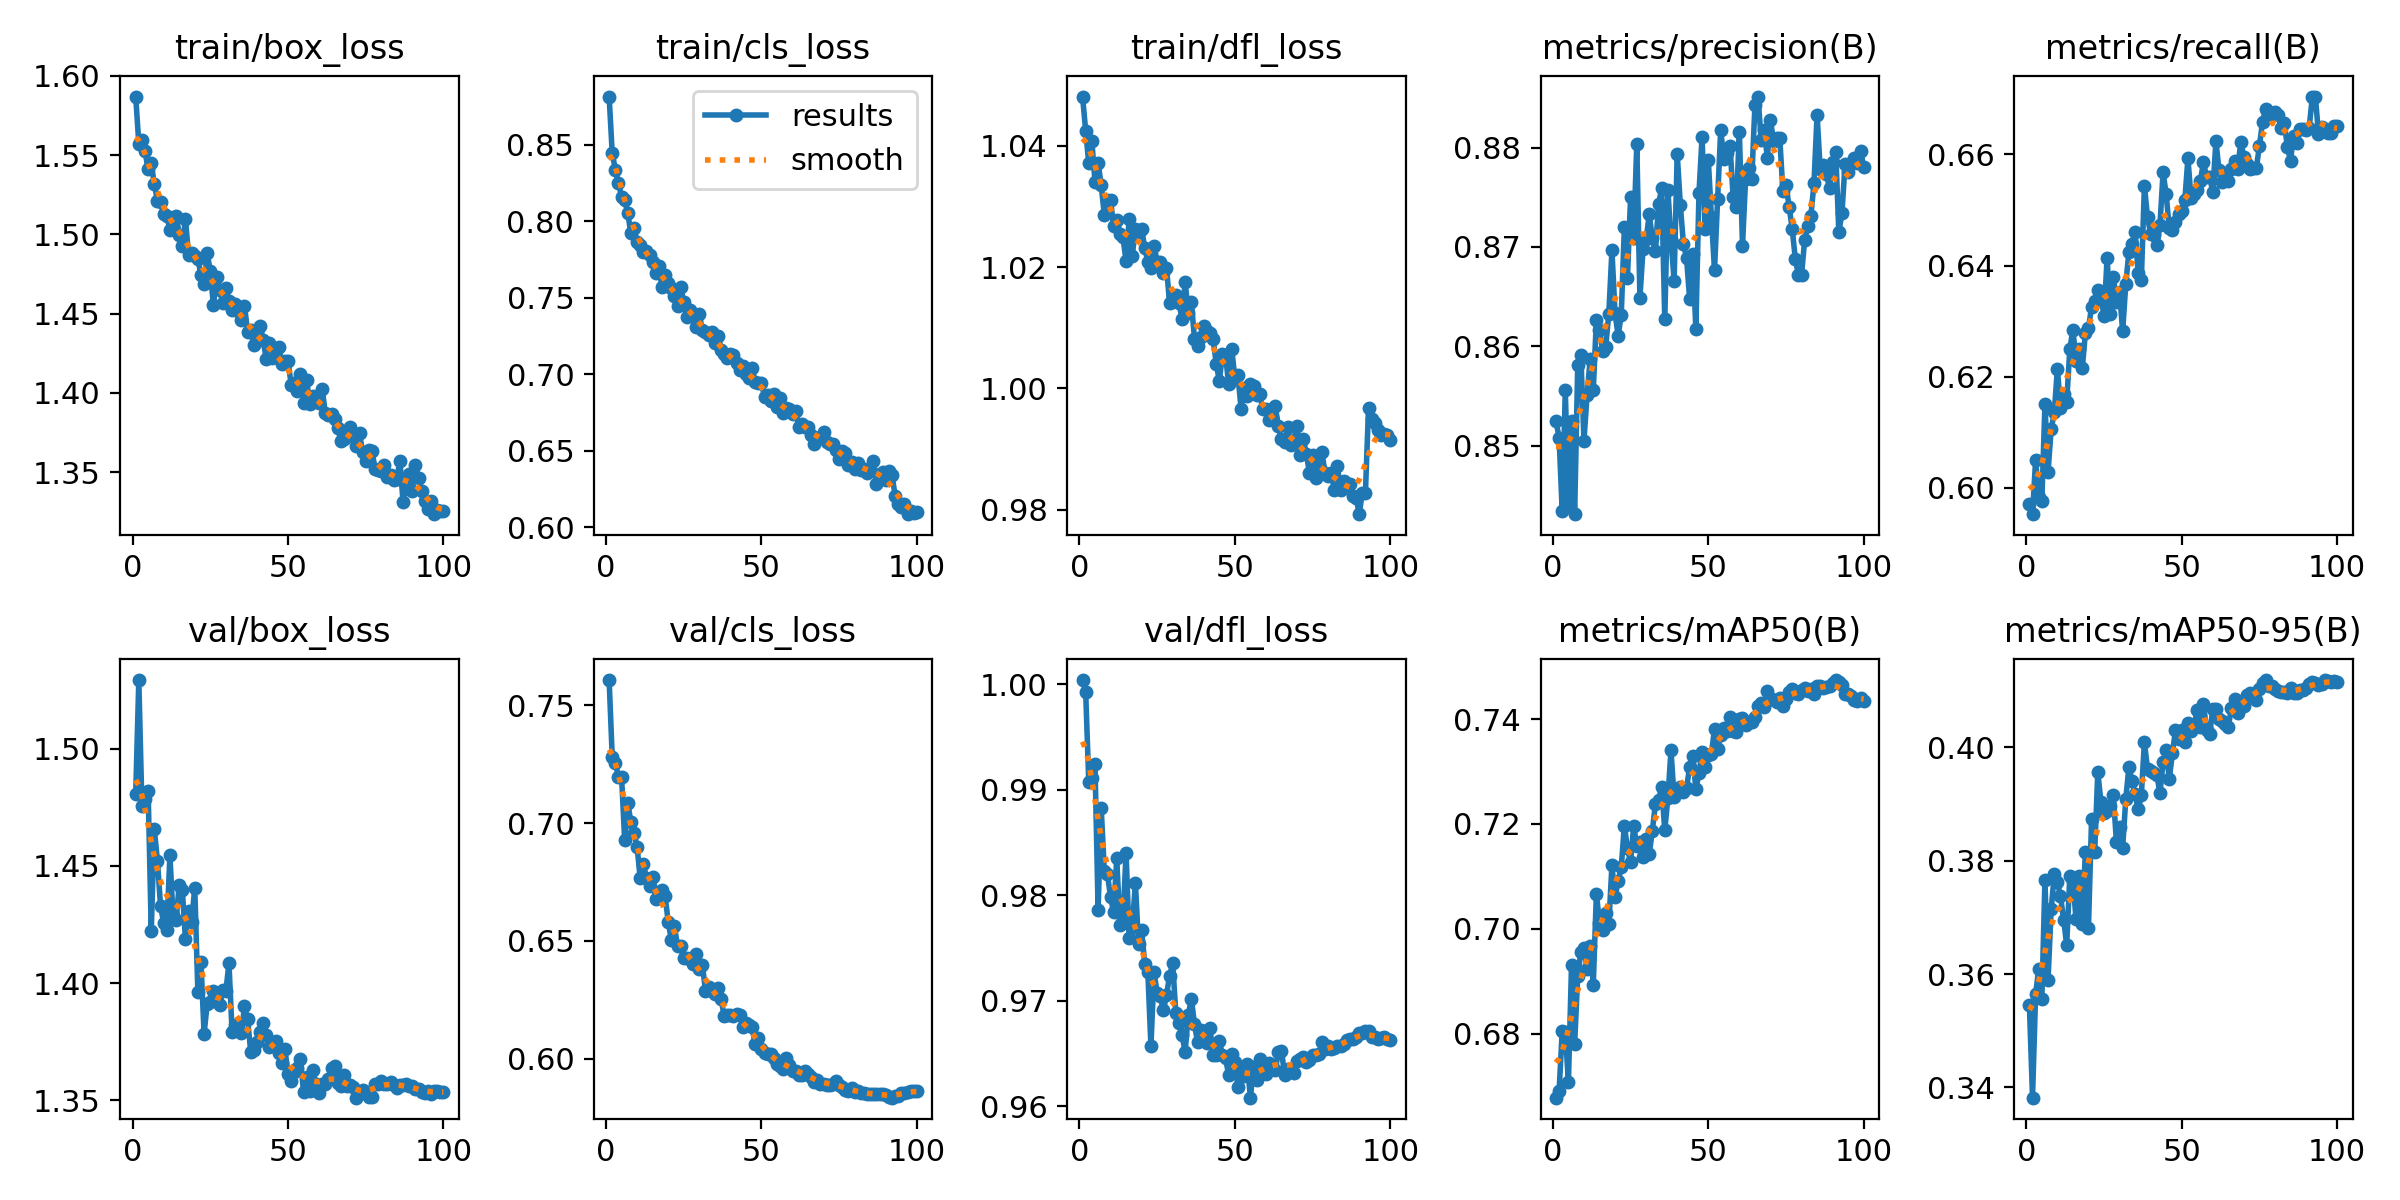 train/box_loss
train/cls_loss
train/dfl_loss
metrics/precision(B)
metrics/recall(B)
1.60
1.55
1.50
1.45
1.40
1.35
0 50 100
results
smooth
0.85
0.80
0.75
0.70
0.65
0.60
0 50 100
1.04
1.02
1.00
0.98
0 50 100
0.88
0.87
0.86
0.85
0 50 100
0.66
0.64
0.62
0.60
0 50 100
val/box_loss
val/cls_loss
val/dfl_loss
metrics/mAP50(B)
metrics/mAP50-95(B)
1.50
1.45
1.40
1.35
0 50 100
0.75
0.70
0.65
0.60
0 50 100
1.00
0.99
0.98
0.97
0.96
0 50 100
0.74
0.72
0.70
0.68
0 50 100
0.40
0.38
0.36
0.34
0 50 100